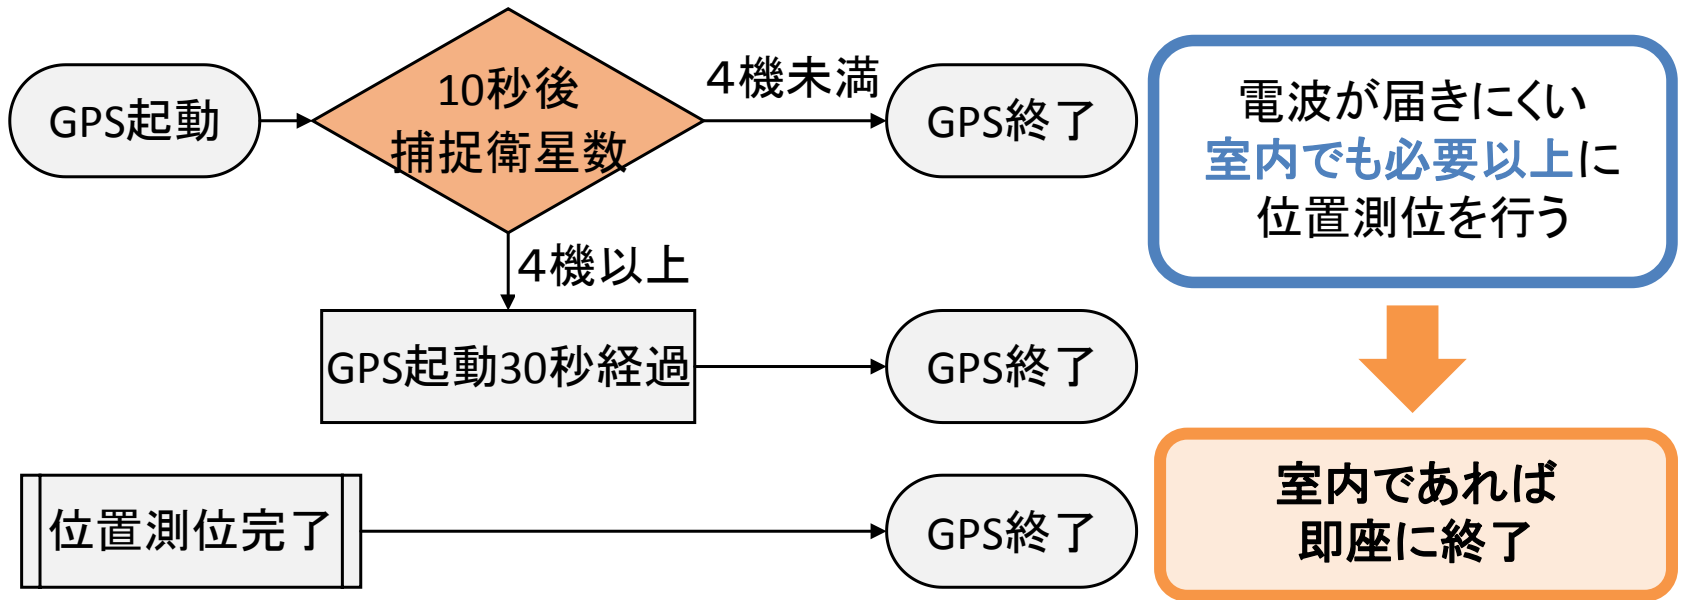 GPS起動
10秒後
捕捉衛星数
4機未満
GPS終了
4機以上
GPS起動30秒経過
GPS終了
位置測位完了
GPS終了
電波が届きにくい
室内でも必要以上に
位置測位を行う
室内であれば
即座に終了